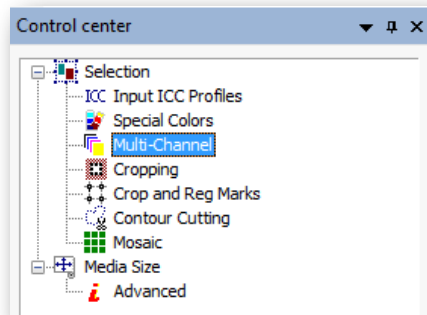 Control center
Selection
ICC Input ICC Profiles
Special Colors
Multi-Channel
Cropping
Crop and Reg Marks
Contour Cutting
Mosaic
Media Size
i Advanced